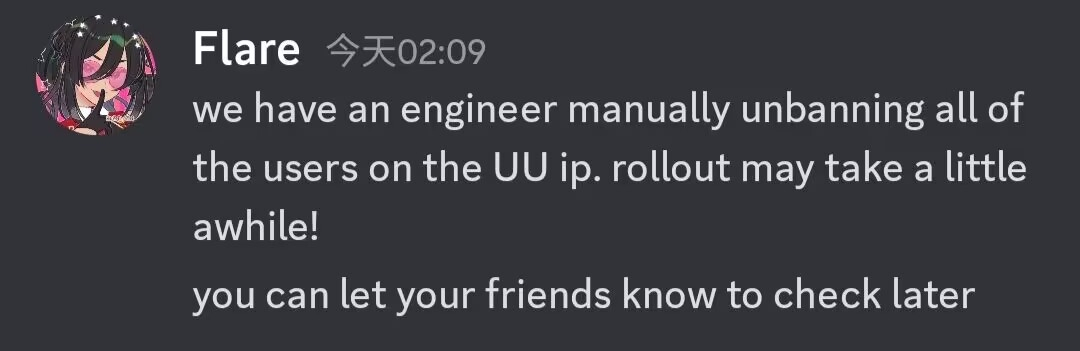 Flare 今天02:09
we have an engineer manually unbanning all of
the users on the UU ip. rollout may take a little
awhile!
you can let your friends know to check later